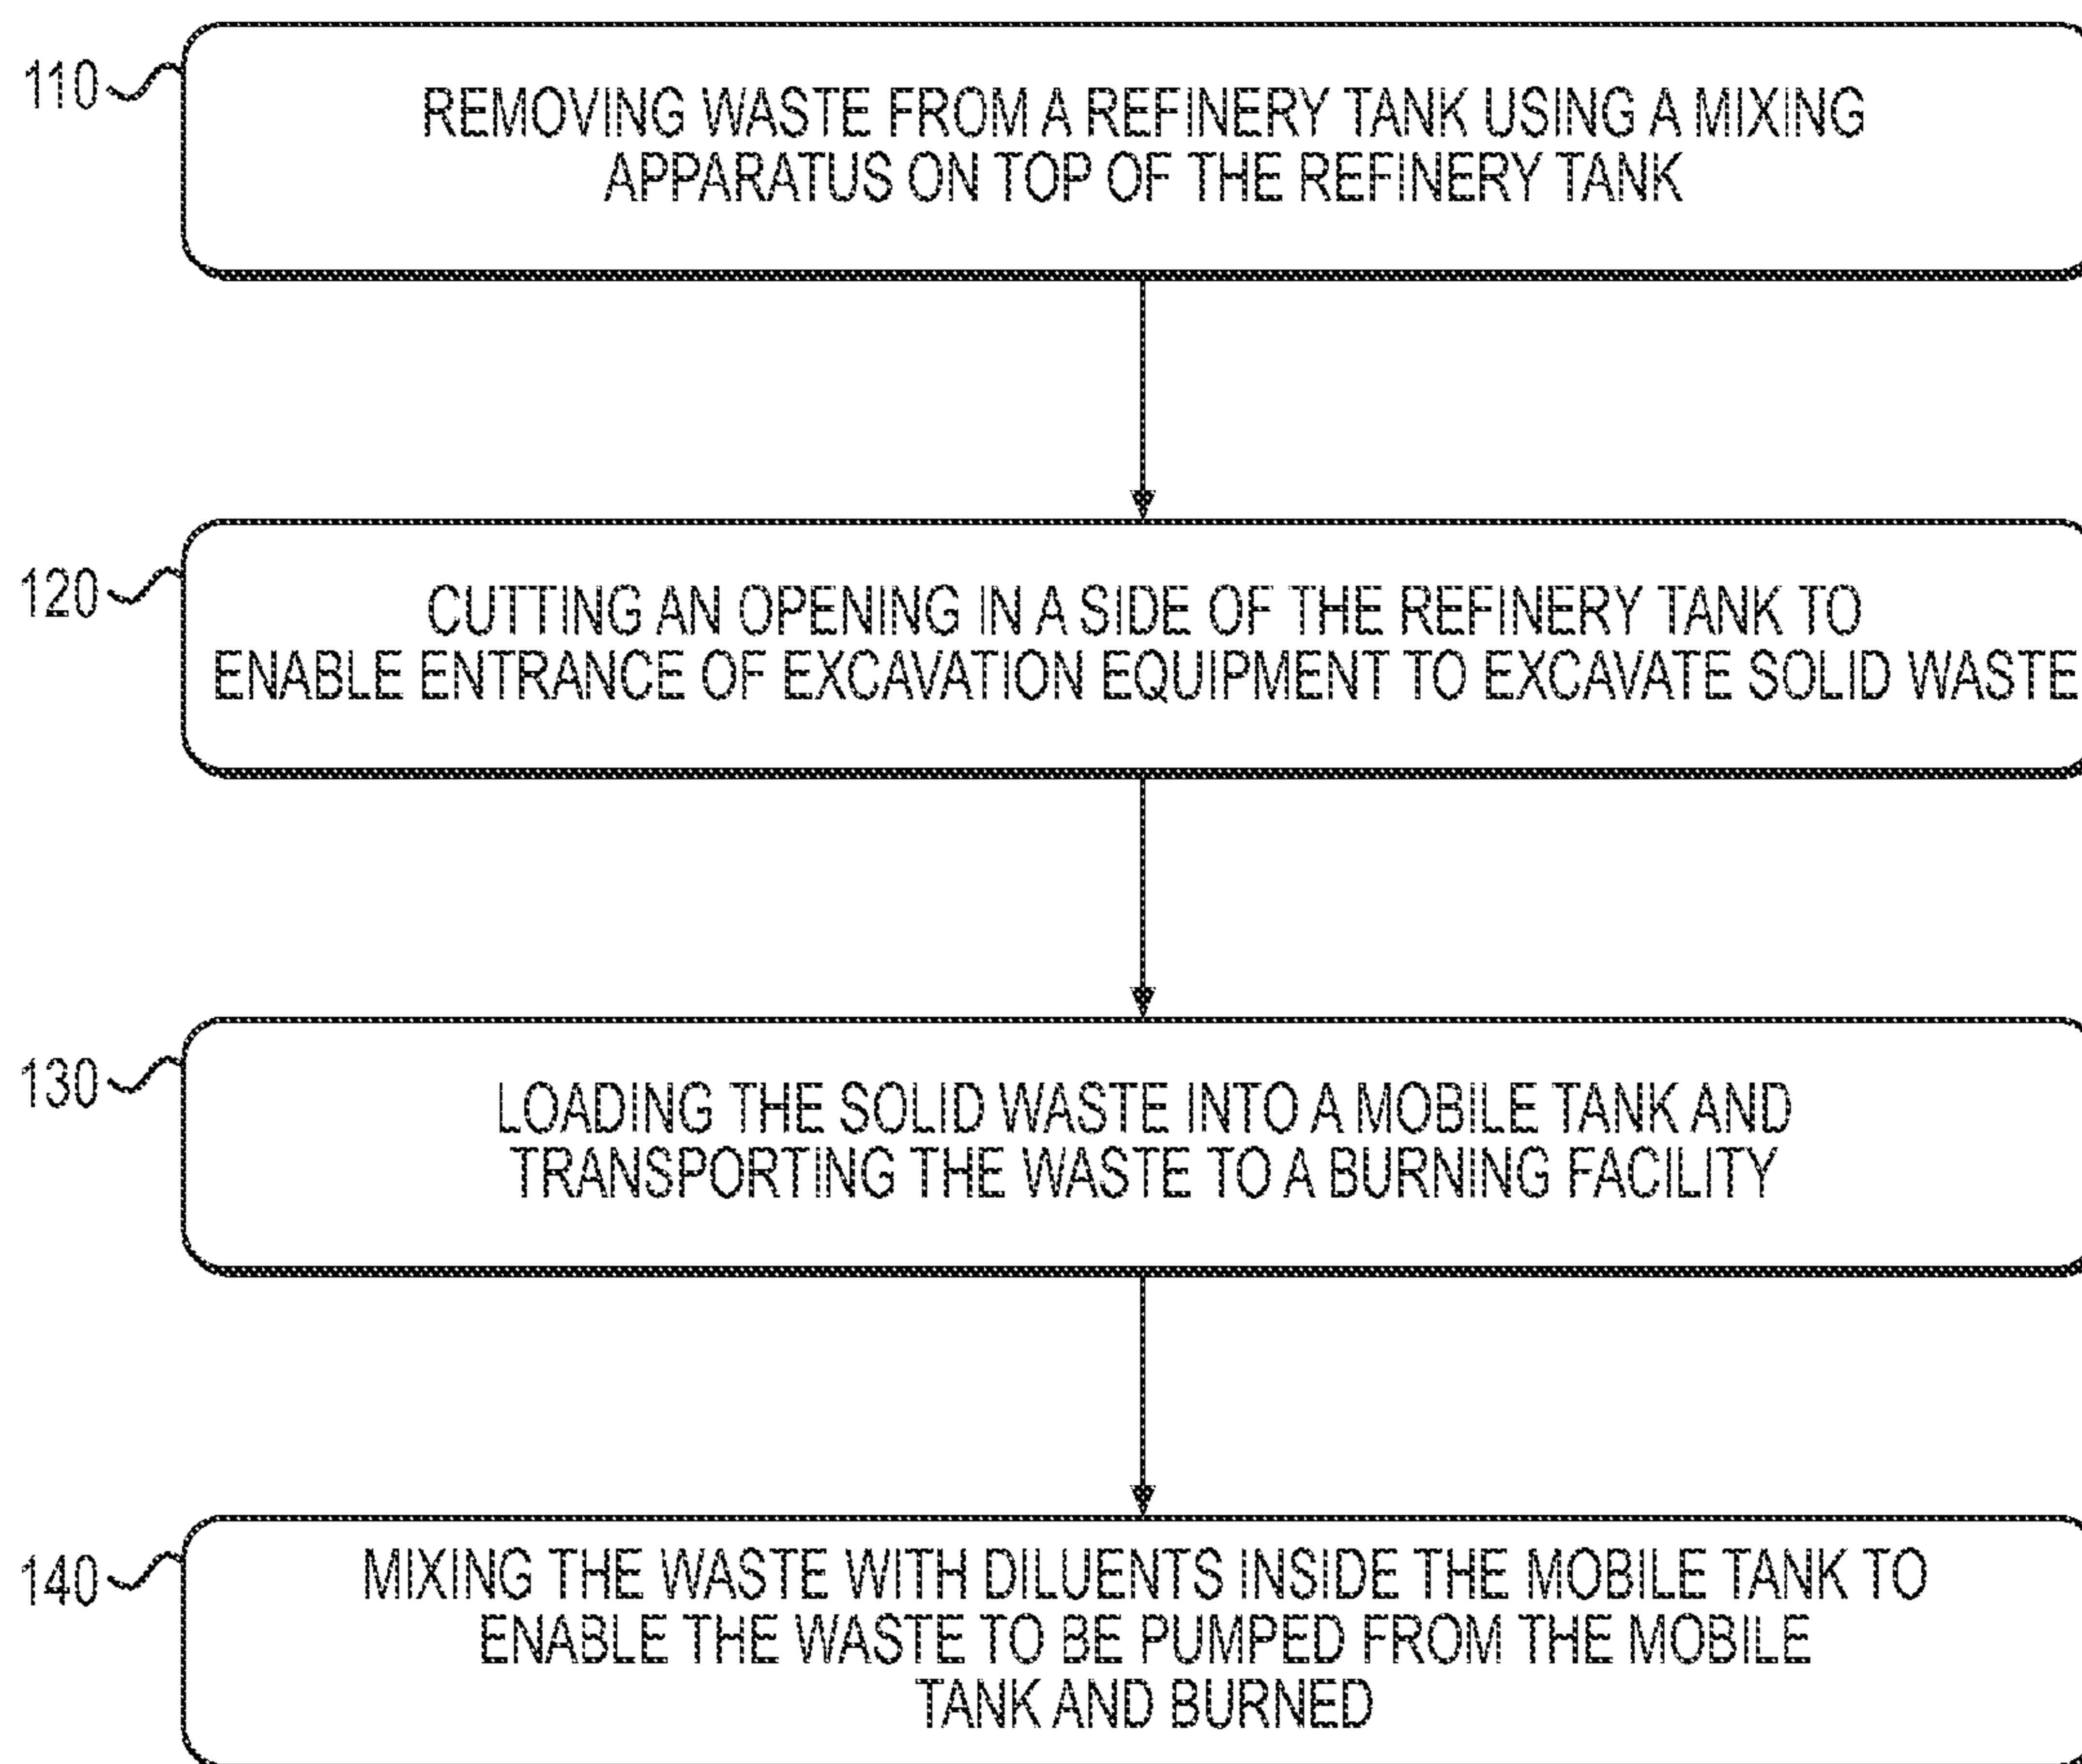 110
REMOVING WASTE FROM A REFINERY TANK USING A MIXING
APPARATUS ON TOP OF THE REFINERY TANK
120
CUTTING AN OPENING IN A SIDE OF THE REFINERY TANK TO
ENABLE ENTRANCE OF EXCAVATION EQUIPMENT TO EXCAVATE SOLID WASTE
130
LOADING THE SOLID WASTE INTO A MOBILE TANK AND
TRANSPORTING THE WASTE TO A BURNING FACILITY
140
MIXING THE WASTE WITH DILUENTS INSIDE THE MOBILE TANK TO
ENABLE THE WASTE TO BE PUMPED FROM THE MOBILE
TANK AND BURNED